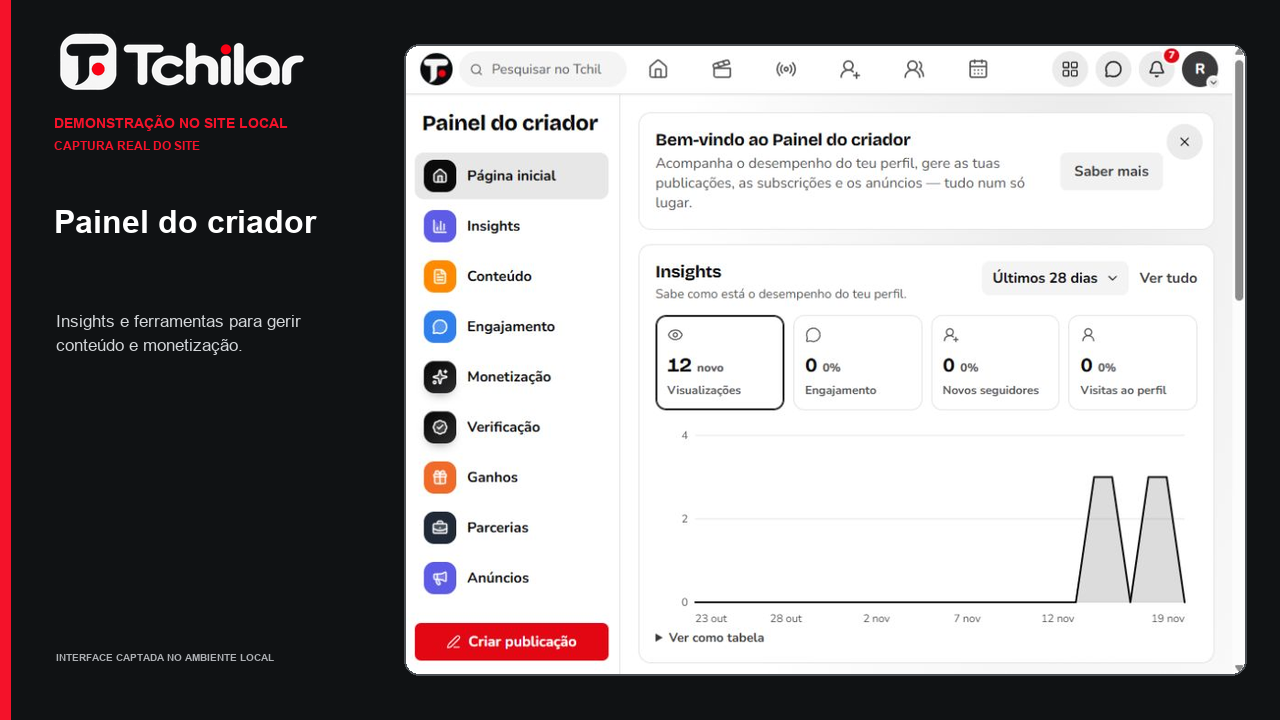 Tchilar
DEMONSTRAÇÃO NO SITE LOCAL
CAPTURA REAL DO SITE
Painel do criador
Insights e ferramentas para gerir
conteúdo e monetização.
INTERFACE CAPTADA NO AMBIENTE LOCAL
Pesquisar no Tchil
7
R
Painel do criador
Página inicial
Insights
Conteúdo
Engajamento
Monetização
Verificação
Ganhos
Parcerias
Anúncios
Criar publicação
Bem-vindo ao Painel do criador
Acompanha o desempenho do teu perfil, gere as tuas
publicações, as subscrições e os anúncios — tudo num só
lugar.
Saber mais
Insights
Sabe como está o desempenho do teu perfil.
Últimos 28 dias
Ver tudo
12 novo
Visualizações
0 0%
Engajamento
0 0%
Novos seguidores
0 0%
Visitas ao perfil
4
2
0
23 out 28 out 2 nov 7 nov 12 nov 19 nov
Ver como tabela